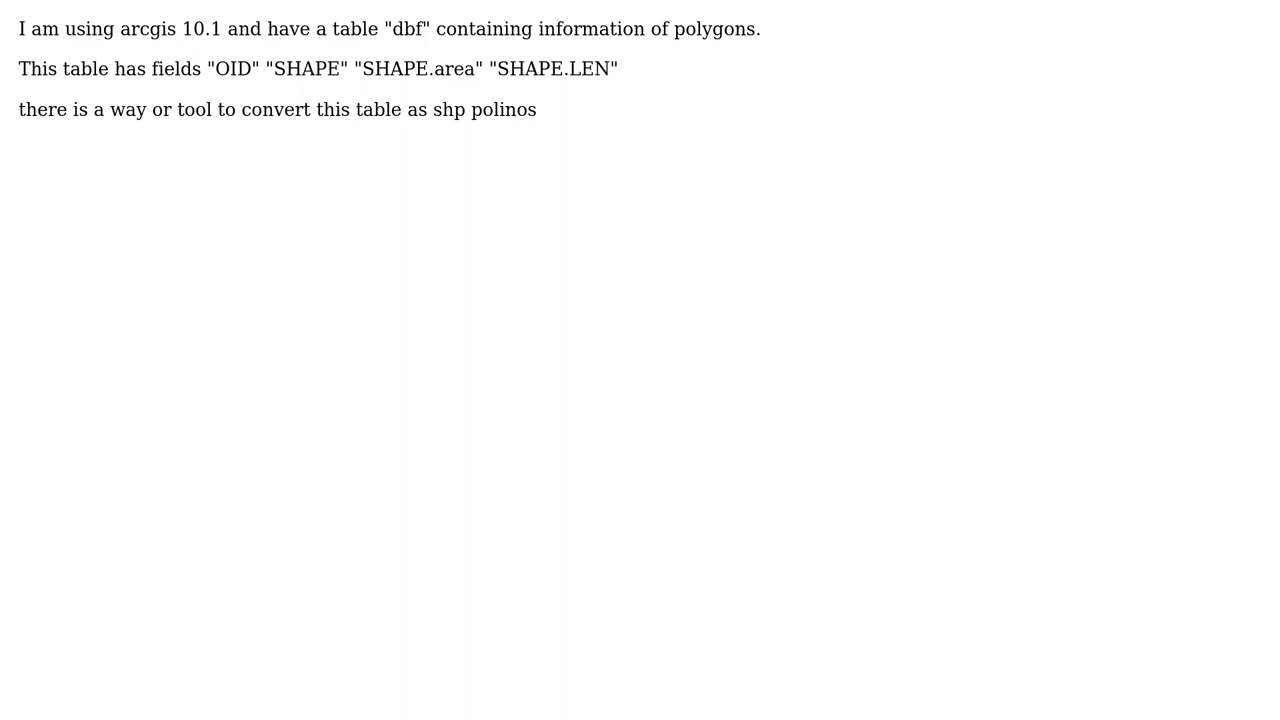 I am using arcgis 10.1 and have a table "dbf" containing information of polygons.
This table has fields "OID" "SHAPE" "SHAPE.area" "SHAPE.LEN"
there is a way or tool to convert this table as shp polinos